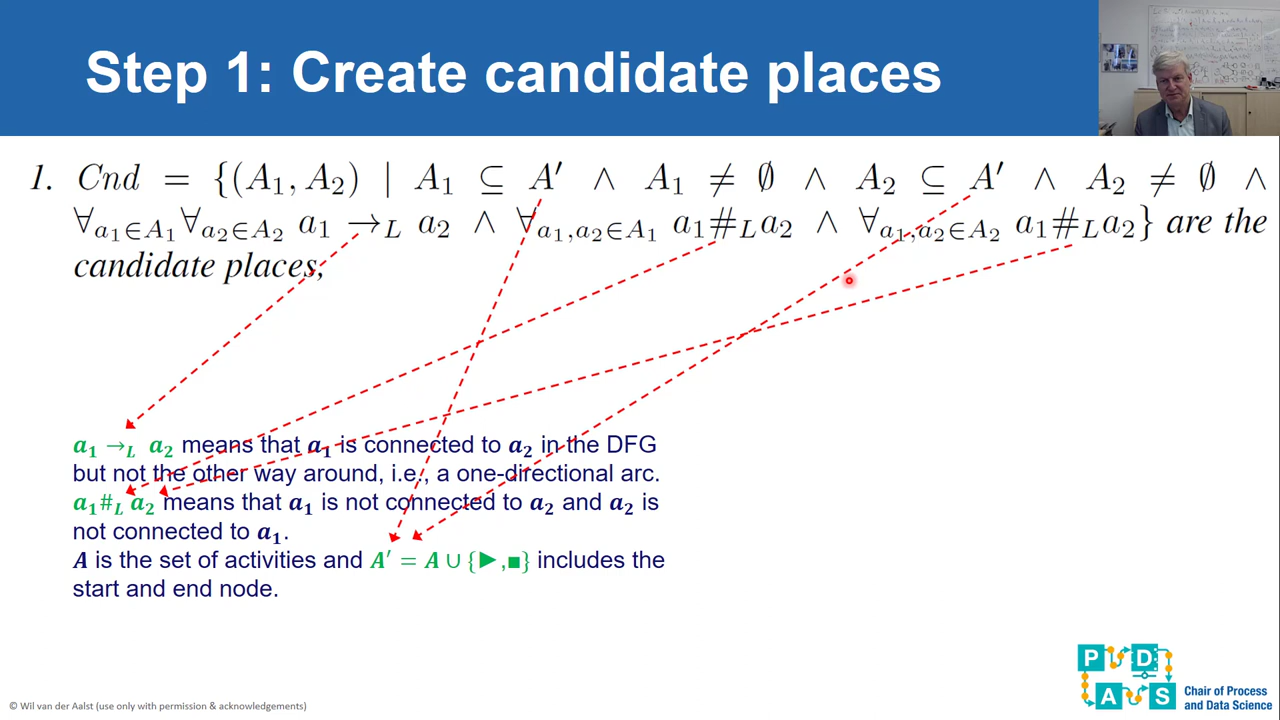 Step 1: Create candidate places
1. Cnd = {(A₁, A₂) | A₁ ⊆ A′ ∧ A₁ ≠ ∅ ∧ A₂ ⊆ A′ ∧ A₂ ≠ ∅ ∧
∀a₁∈A₁∀a₂∈A₂ a₁ →L a₂ ∧ ∀a₁,a₂∈A₁ a₁#La₂ ∧ ∀a₁,a₂∈A₂ a₁#La₂} are the
candidate places,
a₁ →L a₂ means that a₁ is connected to a₂ in the DFG
but not the other way around, i.e., a one-directional arc.
a₁#L a₂ means that a₁ is not connected to a₂ and a₂ is
not connected to a₁.
A is the set of activities and A′ = A ∪ {▶,■} includes the
start and end node.
P D
A S
Chair of Process
and Data Science
© Wil van der Aalst (use only with permission & acknowledgements)